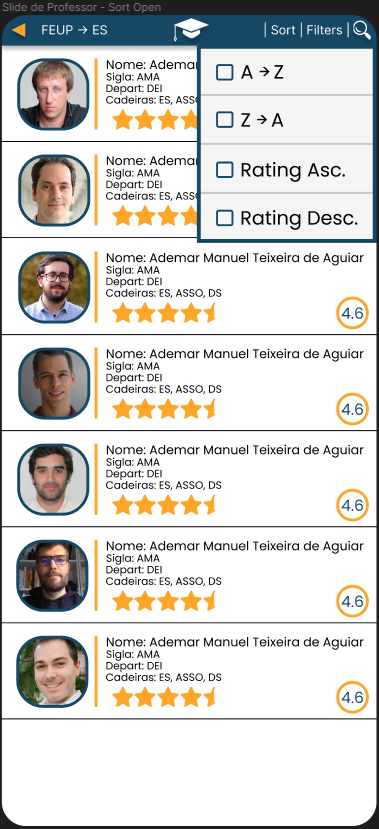 Slide de Professor - Sort Open
FEUP → ES
| Sort | Filters |
A → Z
Z → A
Rating Asc.
Rating Desc.
Nome: Ademar
Sigla: AMA
Depart: DEI
Cadeiras: ES, ASSO
Nome: Ademar
Sigla: AMA
Depart: DEI
Cadeiras: ES, ASSO
Nome: Ademar Manuel Teixeira de Aguiar
Sigla: AMA
Depart: DEI
Cadeiras: ES, ASSO, DS
4.6
Nome: Ademar Manuel Teixeira de Aguiar
Sigla: AMA
Depart: DEI
Cadeiras: ES, ASSO, DS
4.6
Nome: Ademar Manuel Teixeira de Aguiar
Sigla: AMA
Depart: DEI
Cadeiras: ES, ASSO, DS
4.6
Nome: Ademar Manuel Teixeira de Aguiar
Sigla: AMA
Depart: DEI
Cadeiras: ES, ASSO, DS
4.6
Nome: Ademar Manuel Teixeira de Aguiar
Sigla: AMA
Depart: DEI
Cadeiras: ES, ASSO, DS
4.6